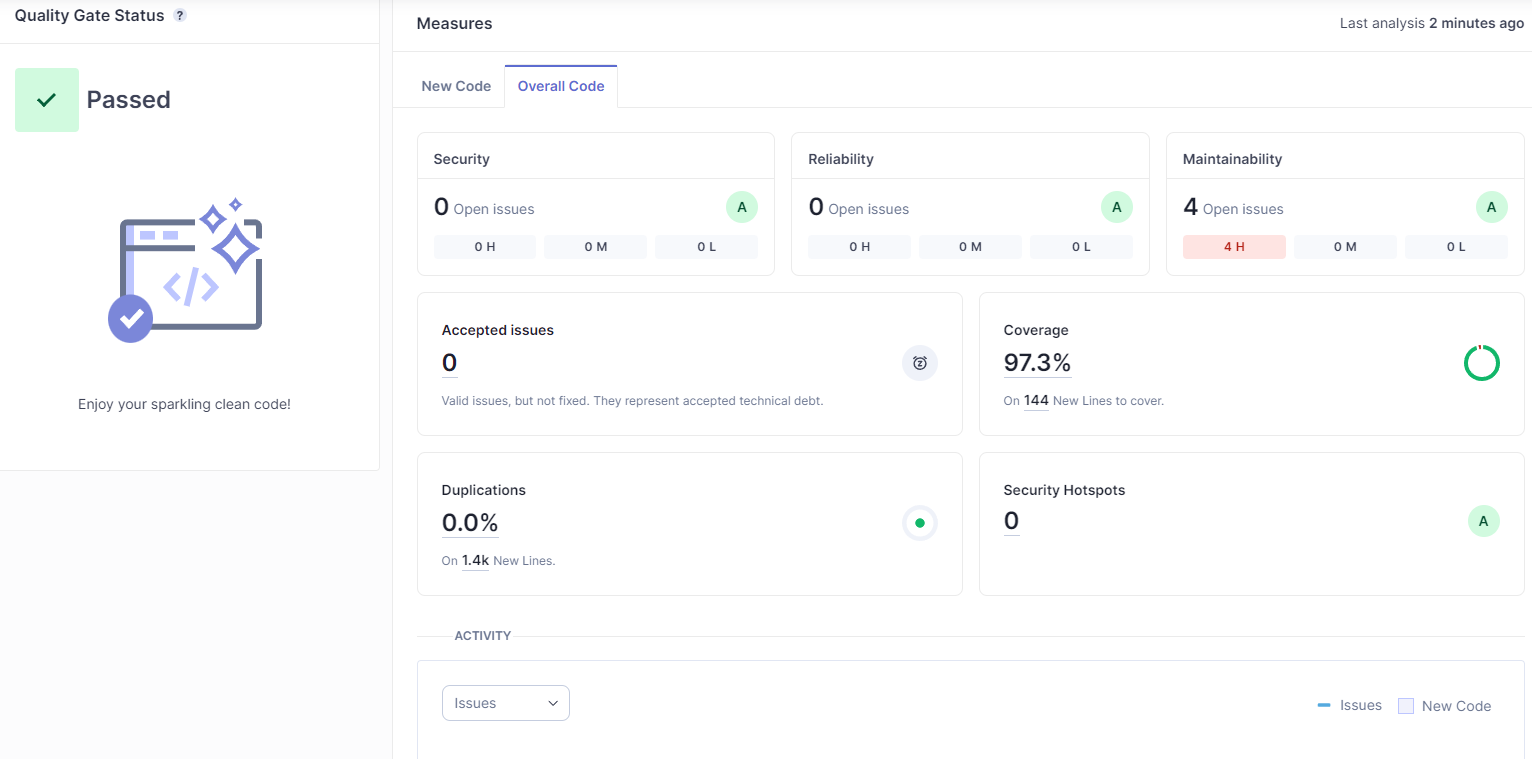 Quality Gate Status ?
Passed
</>
Enjoy your sparkling clean code!
Measures
Last analysis 2 minutes ago
New Code
Overall Code
Security
0 Open issues
A
0 H
0 M
0 L
Reliability
0 Open issues
A
0 H
0 M
0 L
Maintainability
4 Open issues
A
4 H
0 M
0 L
Accepted issues
0
Valid issues, but not fixed. They represent accepted technical debt.
Coverage
97.3%
On 144 New Lines to cover.
Duplications
0.0%
On 1.4k New Lines.
Security Hotspots
0
A
ACTIVITY
Issues
Issues
New Code